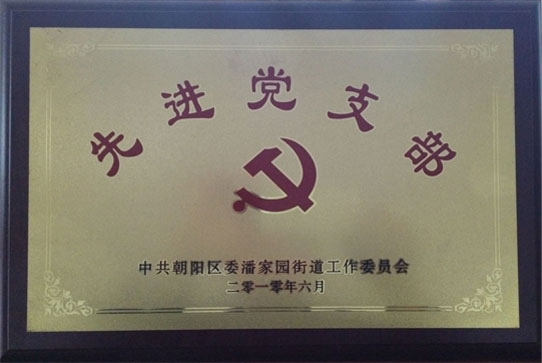 先进党支部
中共朝阳区委潘家园街道工作委员会
二零一零年六月